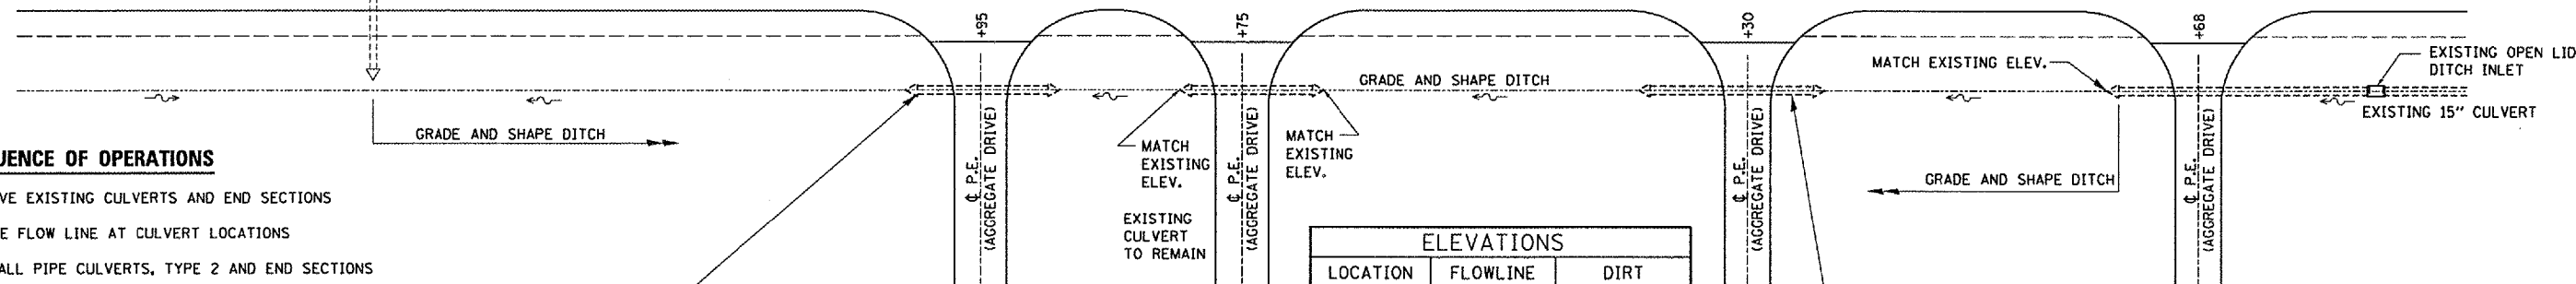 +95
+75
+30
+68
EXISTING OPEN LID
DITCH INLET
MATCH EXISTING ELEV.
GRADE AND SHAPE DITCH
EXISTING 15" CULVERT
GRADE AND SHAPE DITCH
MATCH
EXISTING
ELEV.
MATCH
EXISTING
ELEV.
℄ P.E.
(AGGREGATE DRIVE)
℄ P.E.
(AGGREGATE DRIVE)
℄ P.E.
(AGGREGATE DRIVE)
℄ P.E.
(AGGREGATE DRIVE)
GRADE AND SHAPE DITCH
EXISTING
CULVERT
TO REMAIN
UENCE OF OPERATIONS
VE EXISTING CULVERTS AND END SECTIONS
E FLOW LINE AT CULVERT LOCATIONS
ALL PIPE CULVERTS, TYPE 2 AND END SECTIONS
ELEVATIONS
LOCATION FLOWLINE DIRT